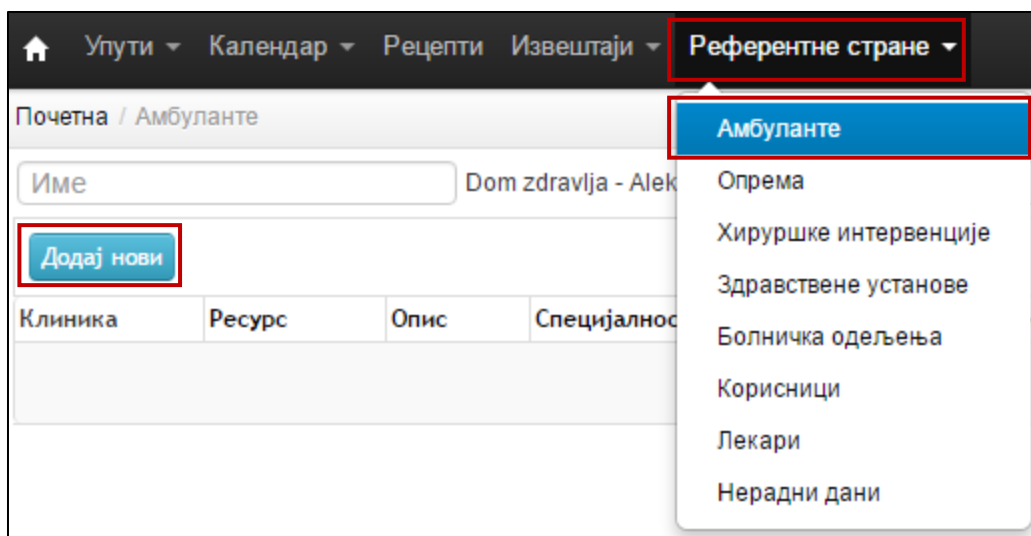 Упути Календар Рецепти Извештаји Референтне стране
Почетна / Амбуланте
Име Dom zdravlja - Alek
Додај нови
Клиника Ресурс Опис Специјалнос
Амбуланте
Опрема
Хируршке интервенције
Здравствене установе
Болничка одељења
Корисници
Лекари
Нерадни дани